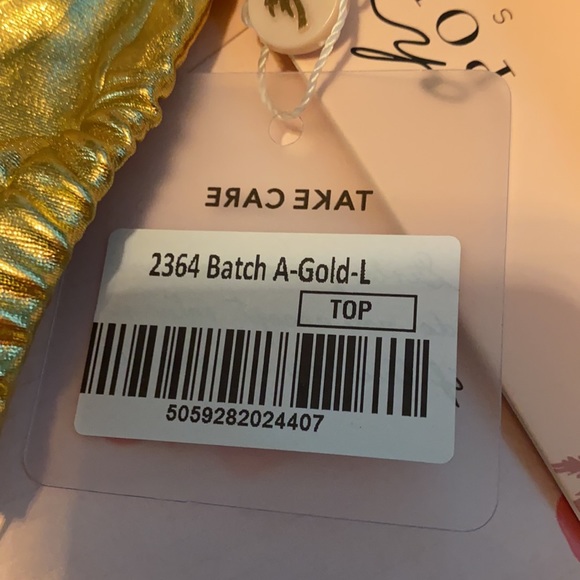 TAKE CARE
2364 Batch A-Gold-L
TOP
5059282024407